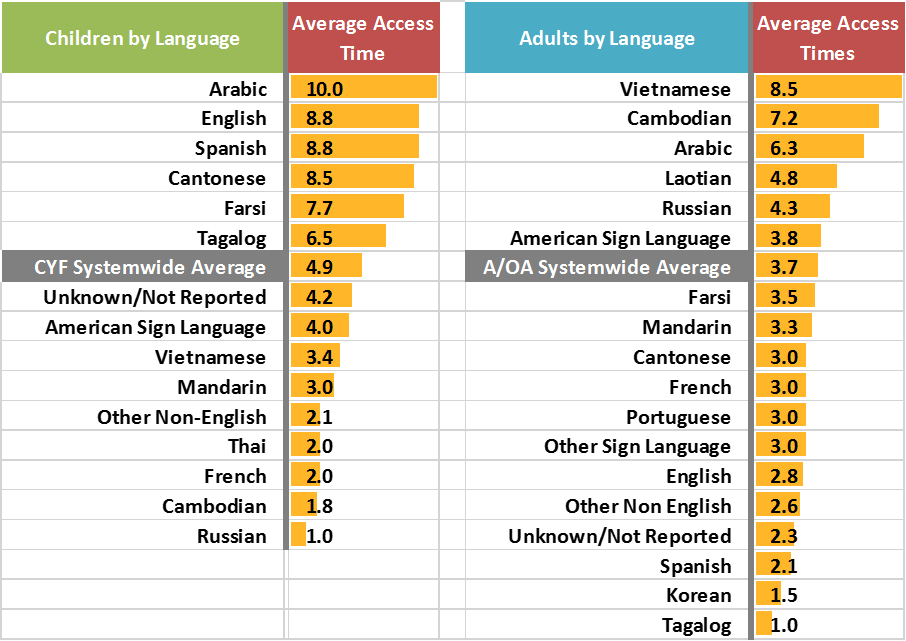 Children by Language Average Access Time
Arabic 10.0
English 8.8
Spanish 8.8
Cantonese 8.5
Farsi 7.7
Tagalog 6.5
CYF Systwemwide Average 4.9
Unknown/Not Reported 4.2
American Sign Language 4.0
Vietnamese 3.4
Mandarin 3.0
Other Non-English 2.1
Thai 2.0
French 2.0
Cambodian 1.8
Russian 1.0
Adults by Language Average Access Times
Vietnamese 8.5
Cambodian 7.2
Arabic 6.3
Laotian 4.8
Russian 4.3
American Sign Language 3.8
A/OA Systemwide Average 3.7
Farsi 3.5
Mandarin 3.3
Cantonese 3.0
French 3.0
Portuguese 3.0
Other Sign Language 3.0
English 2.8
Other Non English 2.6
Unknown/Not Reported 2.3
Spanish 2.1
Korean 1.5
Tagalog 1.0